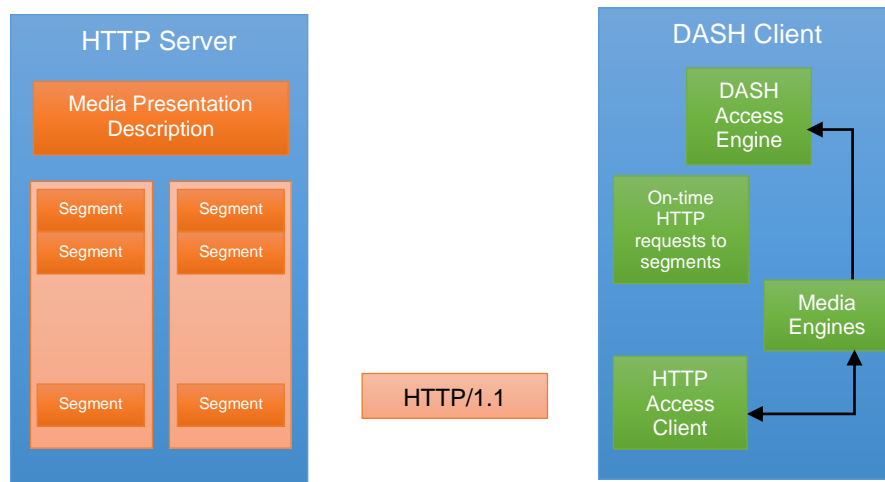 HTTP Server
Media Presentation
Description
Segment
Segment
Segment
Segment
Segment
Segment
HTTP/1.1
DASH Client
DASH
Access
Engine
On-time
HTTP
requests to
segments
Media
Engines
HTTP
Access
Client